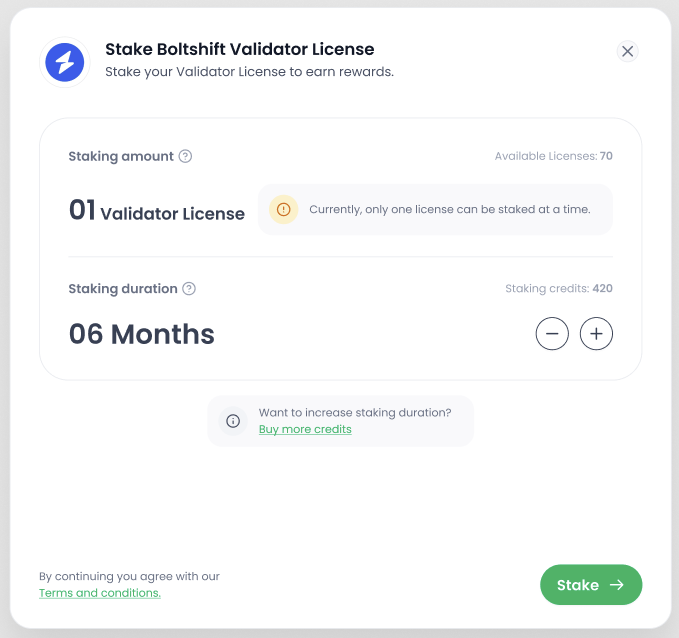 Stake Boltshift Validator License
Stake your Validator License to earn rewards.
Staking amount
Available Licenses: 70
01 Validator License
Currently, only one license can be staked at a time.
Staking duration
Staking credits: 420
06 Months
Want to increase staking duration?
Buy more credits
By continuing you agree with our
Terms and conditions.
Stake